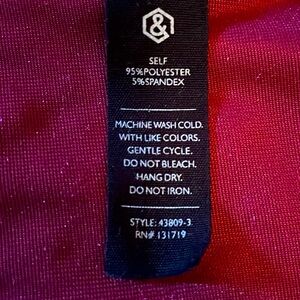 &
SELF
95%POLYESTER
5%SPANDEX
MACHINE WASH COLD.
WITH LIKE COLORS.
GENTLE CYCLE.
DO NOT BLEACH.
HANG DRY.
DO NOT IRON.
STYLE: 43809-3
RN# 131719